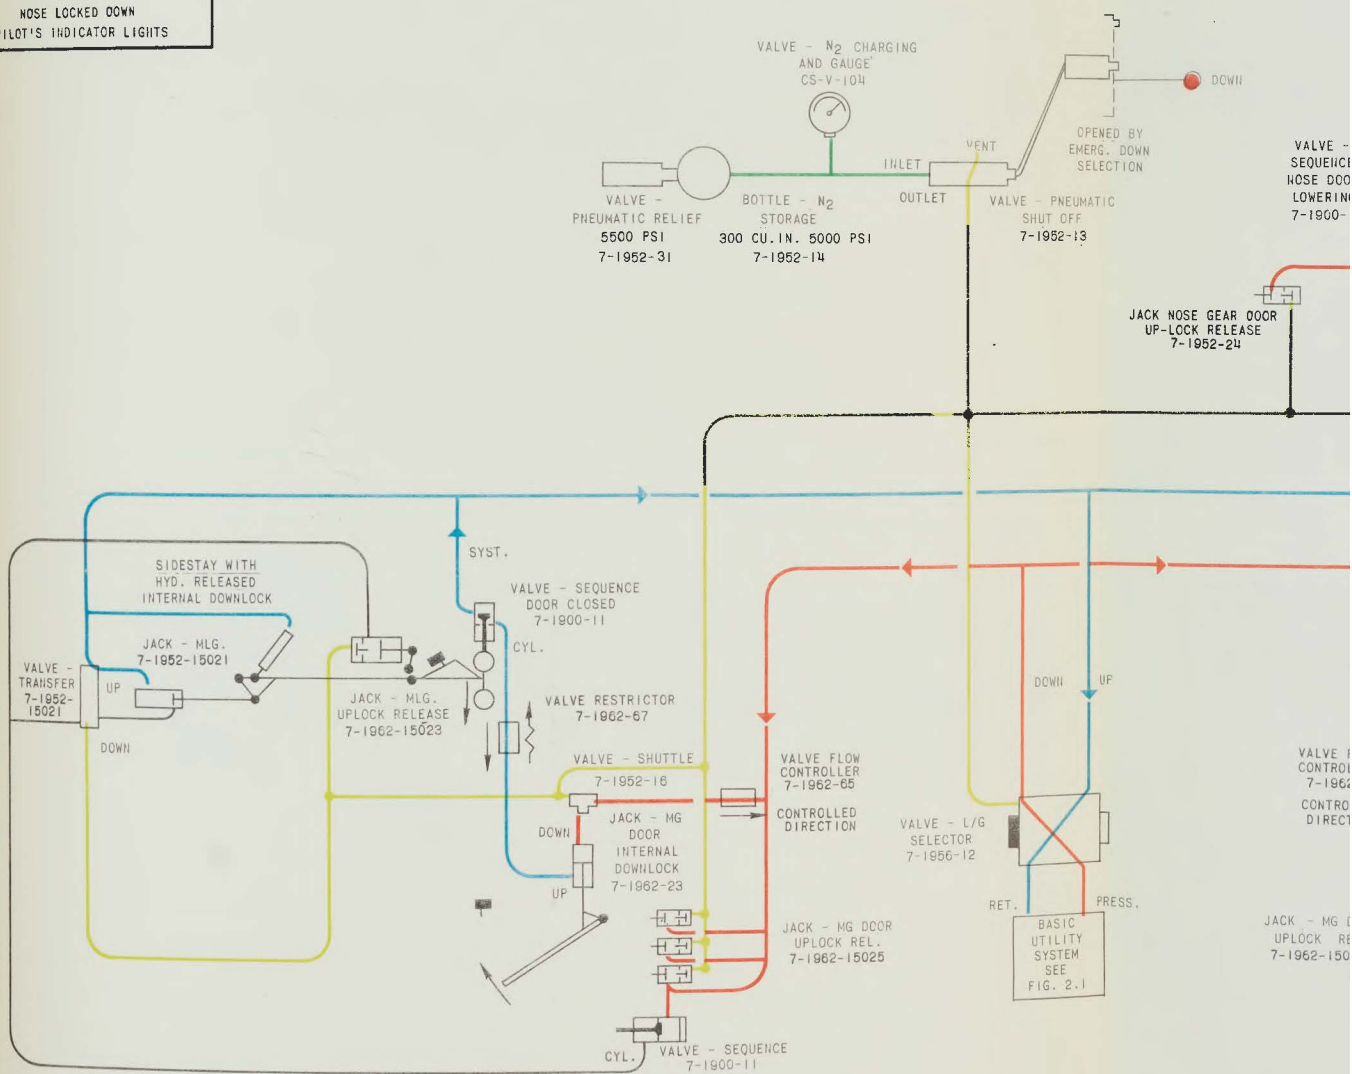 NOSE LOCKED DOWN
PILOT'S INDICATOR LIGHTS
VALVE - N2 CHARGING
AND GAUGE
CS-V-104
DOWN
OPENED BY
EMERG. DOWN
SELECTION
VENT
INLET
OUTLET
VALVE -
PNEUMATIC RELIEF
5500 PSI
7-1952-31
BOTTLE - N2
STORAGE
300 CU.IN. 5000 PSI
7-1952-14
VALVE - PNEUMATIC
SHUT OFF
7-1952-13
VALVE -
SEQUENCE
NOSE DOO
LOWERING
7-1900-
JACK NOSE GEAR DOOR
UP-LOCK RELEASE
7-1952-24
SYST.
SIDESTAY WITH
HYD. RELEASED
INTERNAL DOWNLOCK
VALVE - SEQUENCE
DOOR CLOSED
7-1900-11
CYL.
JACK - MLG.
7-1952-15021
VALVE -
TRANSFER
7-1952-
15021
UP
DOWN
JACK - MLG.
UPLOCK RELEASE
7-1962-15023
VALVE RESTRICTOR
7-1962-67
DOWN
UP
VALVE - SHUTTLE
7-1952-16
VALVE FLOW
CONTROLLER
7-1962-65
CONTROLLED
DIRECTION
VALVE F
CONTROL
7-1962
CONTRO
DIRECT
DOWN
JACK - MG
DOOR
INTERNAL
DOWNLOCK
7-1962-23
UP
VALVE - L/G
SELECTOR
7-1956-12
RET.
PRESS.
BASIC
UTILITY
SYSTEM
SEE
FIG. 2.1
JACK - MG DOOR
UPLOCK REL.
7-1962-15025
JACK - MG D
UPLOCK RE
7-1962-150
CYL.
VALVE - SEQUENCE
7-1900-11